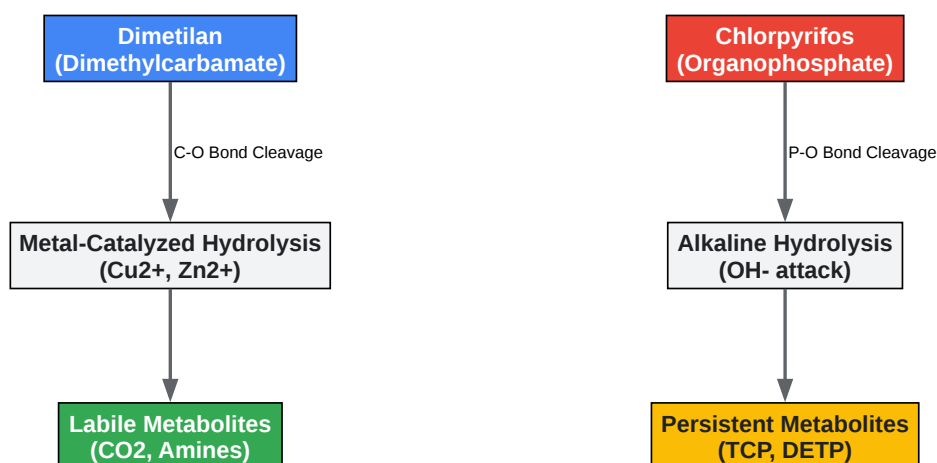 Dimetilan
(Dimethylcarbamate)
Chlorpyrifos
(Organophosphate)
C-O Bond Cleavage
P-O Bond Cleavage
Metal-Catalyzed Hydrolysis
(Cu2+, Zn2+)
Alkaline Hydrolysis
(OH- attack)
Labile Metabolites
(CO2, Amines)
Persistent Metabolites
(TCP, DETP)